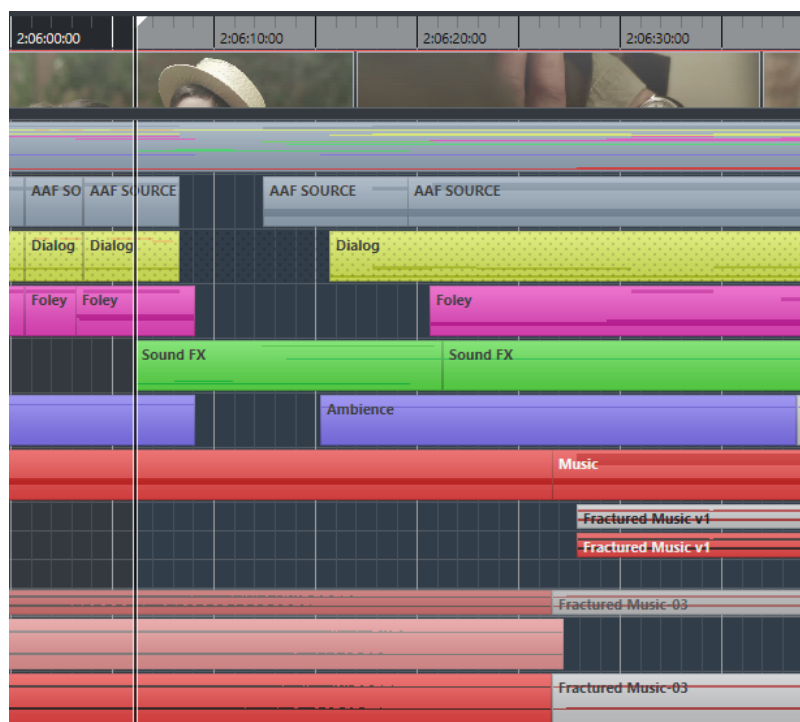 2:06:00:00 2:06:10:00 2:06:20:00 2:06:30:00
AAF SO AAF SOURCE AAF SOURCE AAF SOURCE
Dialog Dialog Dialog
Foley Foley Foley
Sound FX Sound FX
Ambience
Music
Fractured Music v1
Fractured Music v1
Fractured Music-03
Fractured Music-03